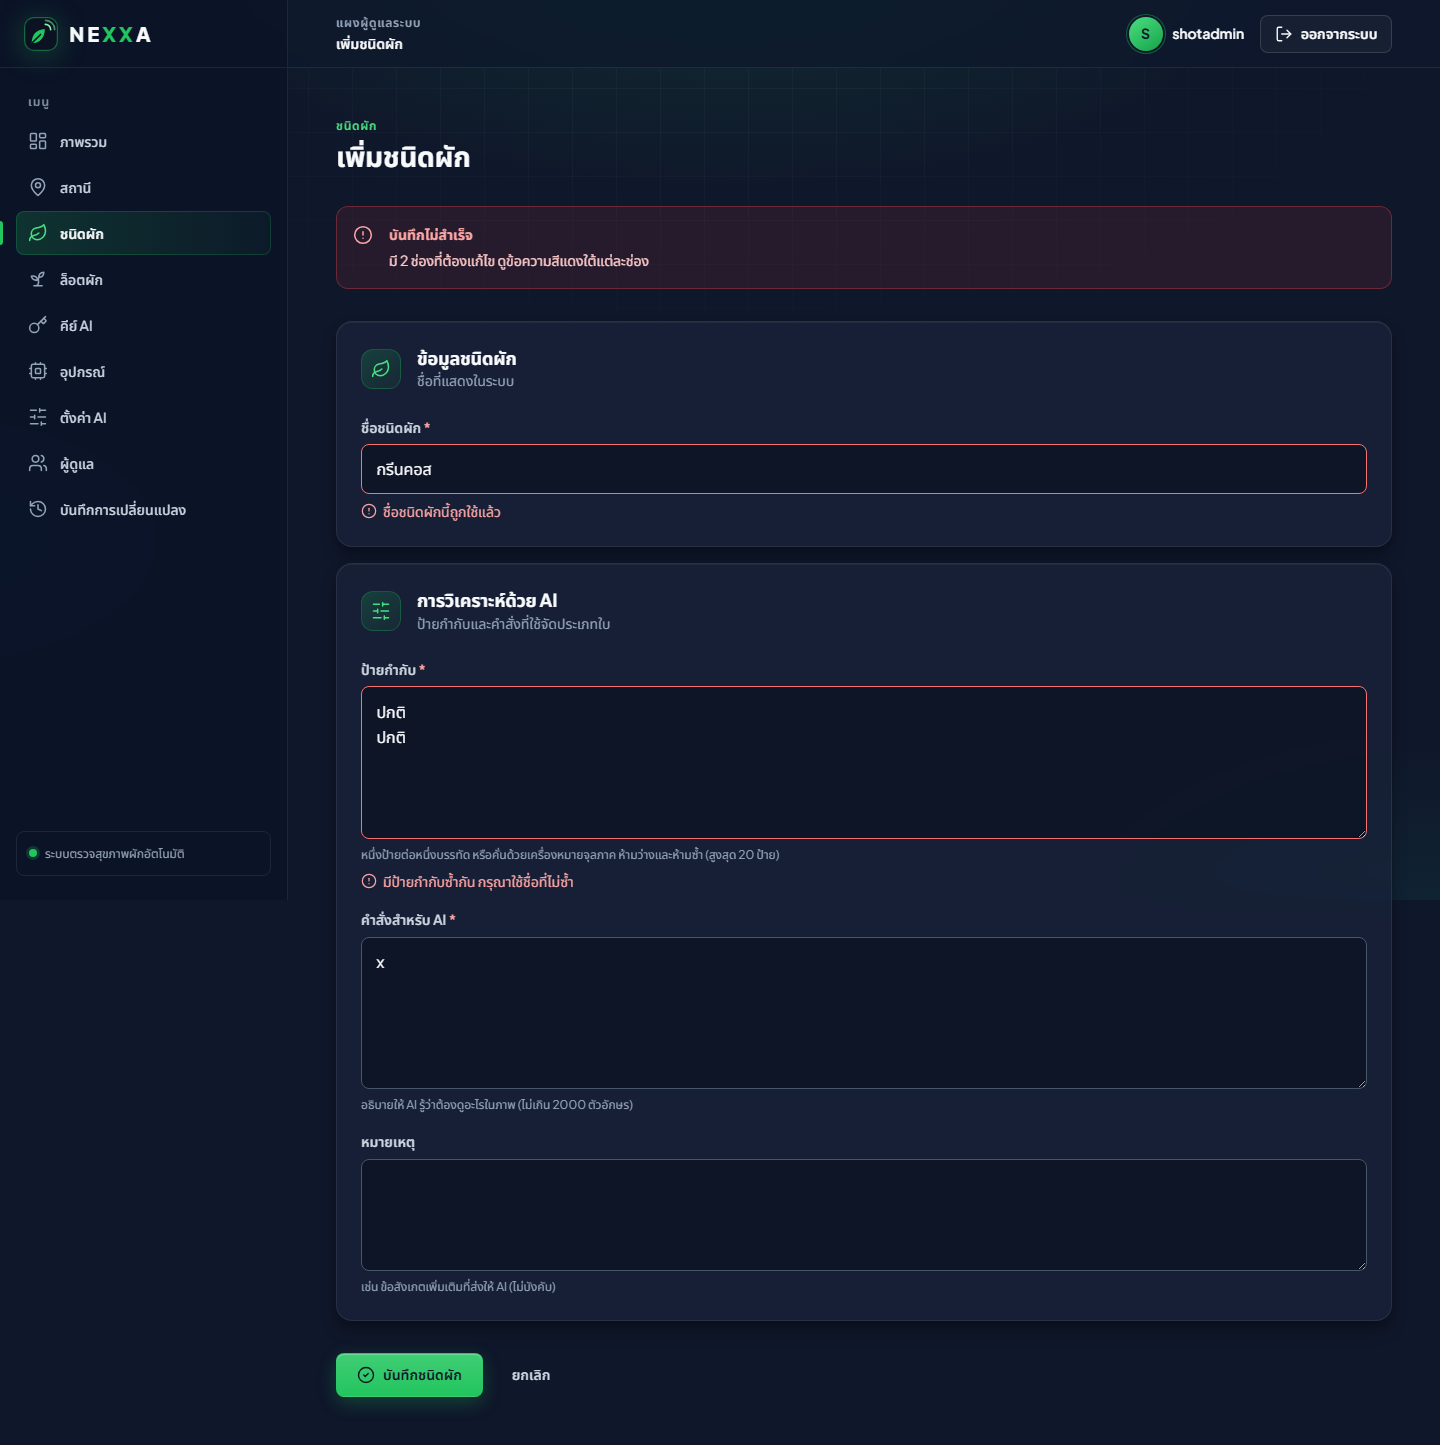 NEXXA
แผงผู้ดูแลระบบ
เพิ่มชนิดผัก
S
shotadmin
ออกจากระบบ
เมนู
ภาพรวม
สถานี
ชนิดผัก
ล็อตผัก
คีย์ AI
อุปกรณ์
ตั้งค่า AI
ผู้ดูแล
บันทึกการเปลี่ยนแปลง
ระบบตรวจสุขภาพผักอัตโนมัติ
ชนิดผัก
เพิ่มชนิดผัก
บันทึกไม่สำเร็จ
มี 2 ช่องที่ต้องแก้ไข ดูข้อความสีแดงใต้แต่ละช่อง
ข้อมูลชนิดผัก
ชื่อที่แสดงในระบบ
ชื่อชนิดผัก *
กรีนคอส
ชื่อชนิดผักนี้ถูกใช้แล้ว
การวิเคราะห์ด้วย AI
ป้ายกำกับและคำสั่งที่ใช้จัดประเภทใบ
ป้ายกำกับ *
ปกติ
ปกติ
หนึ่งป้ายต่อหนึ่งบรรทัด หรือคั่นด้วยเครื่องหมายจุลภาค ห้ามว่างและห้ามซ้ำ (สูงสุด 20 ป้าย)
มีป้ายกำกับซ้ำกัน กรุณาใช้ชื่อที่ไม่ซ้ำ
คำสั่งสำหรับ AI *
x
อธิบายให้ AI รู้ว่าต้องดูอะไรในภาพ (ไม่เกิน 2000 ตัวอักษร)
หมายเหตุ
เช่น ข้อสังเกตเพิ่มเติมที่ส่งให้ AI (ไม่บังคับ)
บันทึกชนิดผัก
ยกเลิก